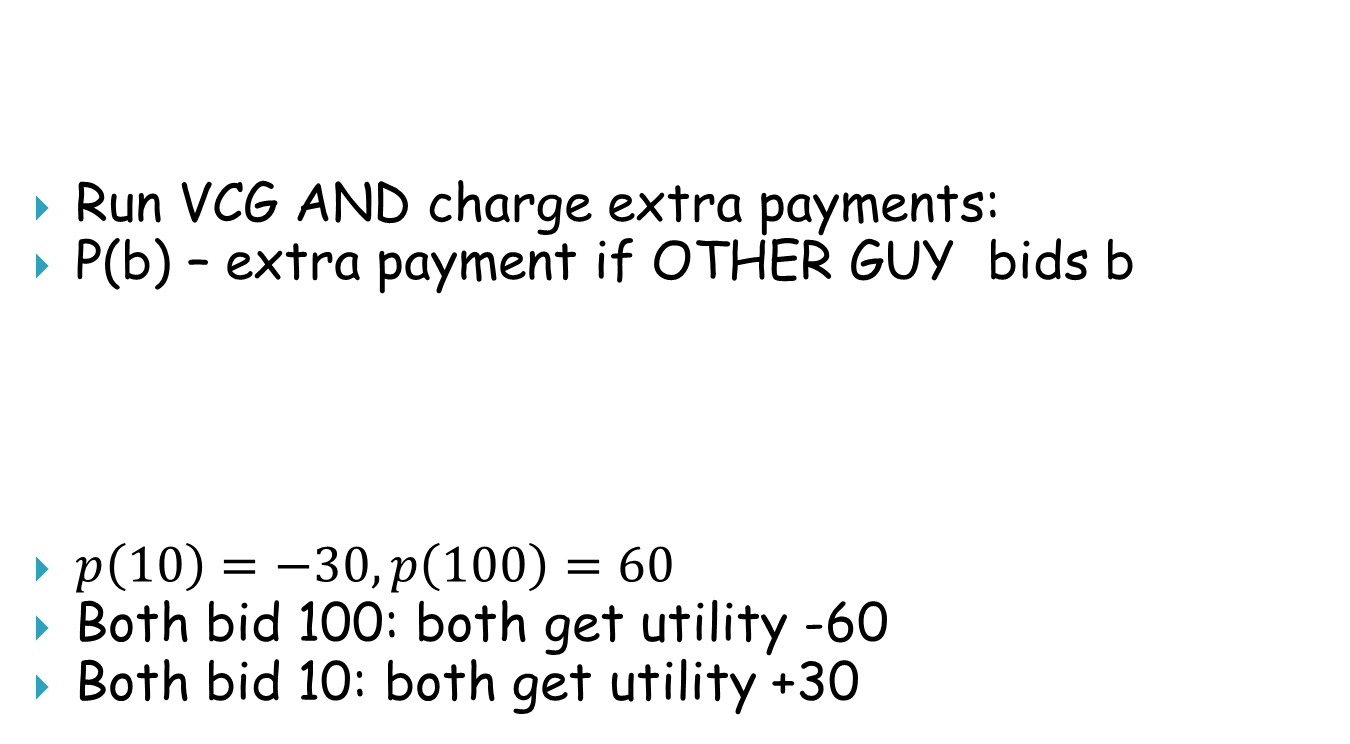 Run VCG AND charge extra payments:
P(b) – extra payment if OTHER GUY bids b
p(10) = −30, p(100) = 60
Both bid 100: both get utility -60
Both bid 10: both get utility +30